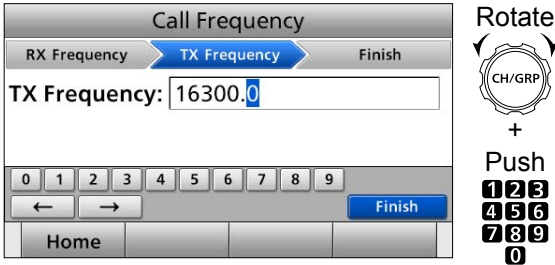 Call Frequency
RX Frequency TX Frequency Finish
TX Frequency: 16300.0
0 1 2 3 4 5 6 7 8 9
← → Finish
Home
Rotate
CH/GRP
+
Push
1 2 3
4 5 6
7 8 9
0